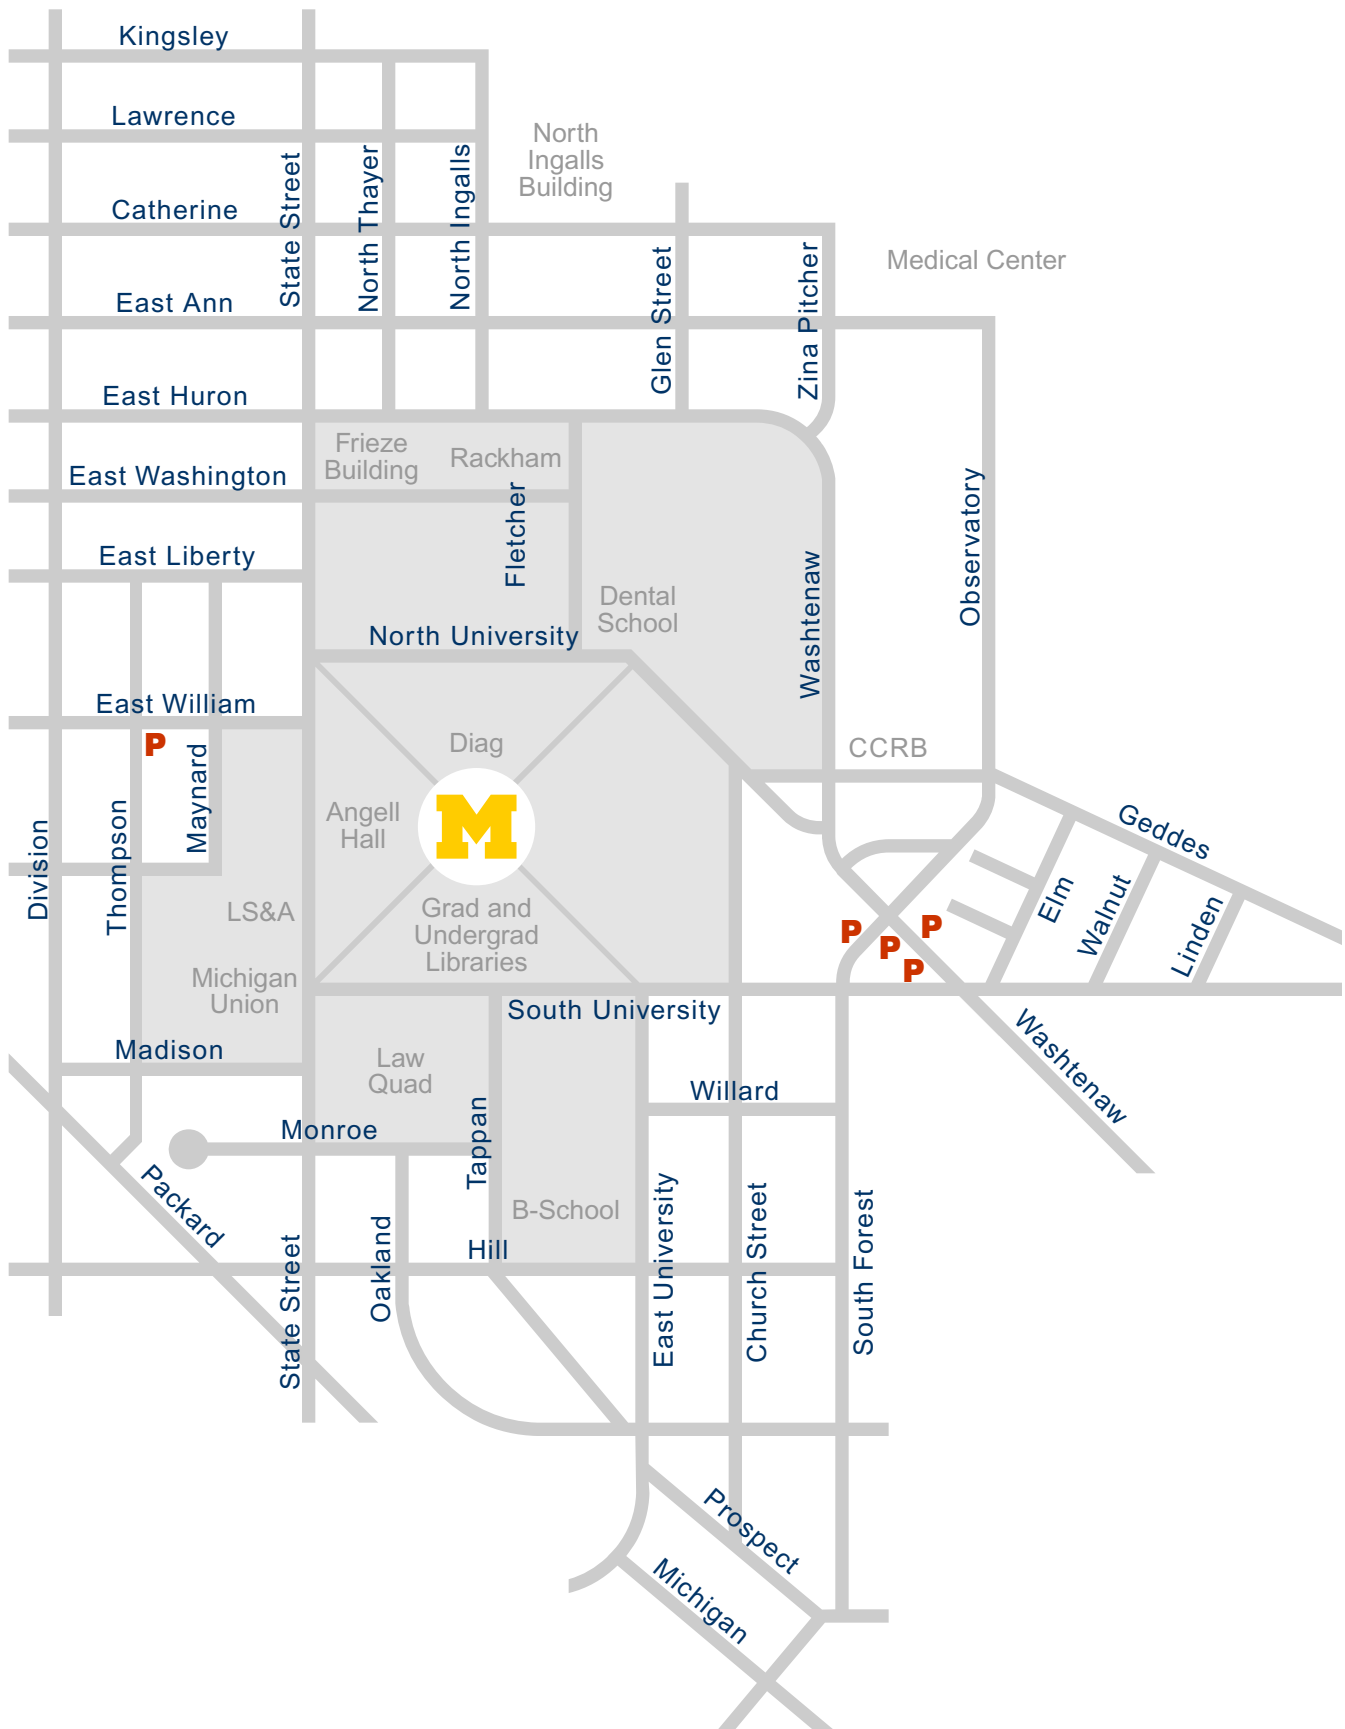 Kingsley
Lawrence
North
Ingalls
Building
State Street
North Thayer
North Ingalls
Catherine
Medical Center
Glen Street
Zina Pitcher
East Ann
East Huron
Frieze
Building
Rackham
East Washington
Fletcher
Observatory
East Liberty
Dental
School
Washtenaw
North University
East William
P
Maynard
Diag
CCRB
Thompson
Angell
Hall
M
Geddes
Division
Elm
Walnut
Linden
LS&A
Grad and
Undergrad
Libraries
P
P
P
P
Michigan
Union
South University
Washtenaw
Madison
Law
Quad
Willard
Tappan
Monroe
Packard
B-School
East University
Church Street
South Forest
Oakland
Hill
State Street
Prospect
Michigan